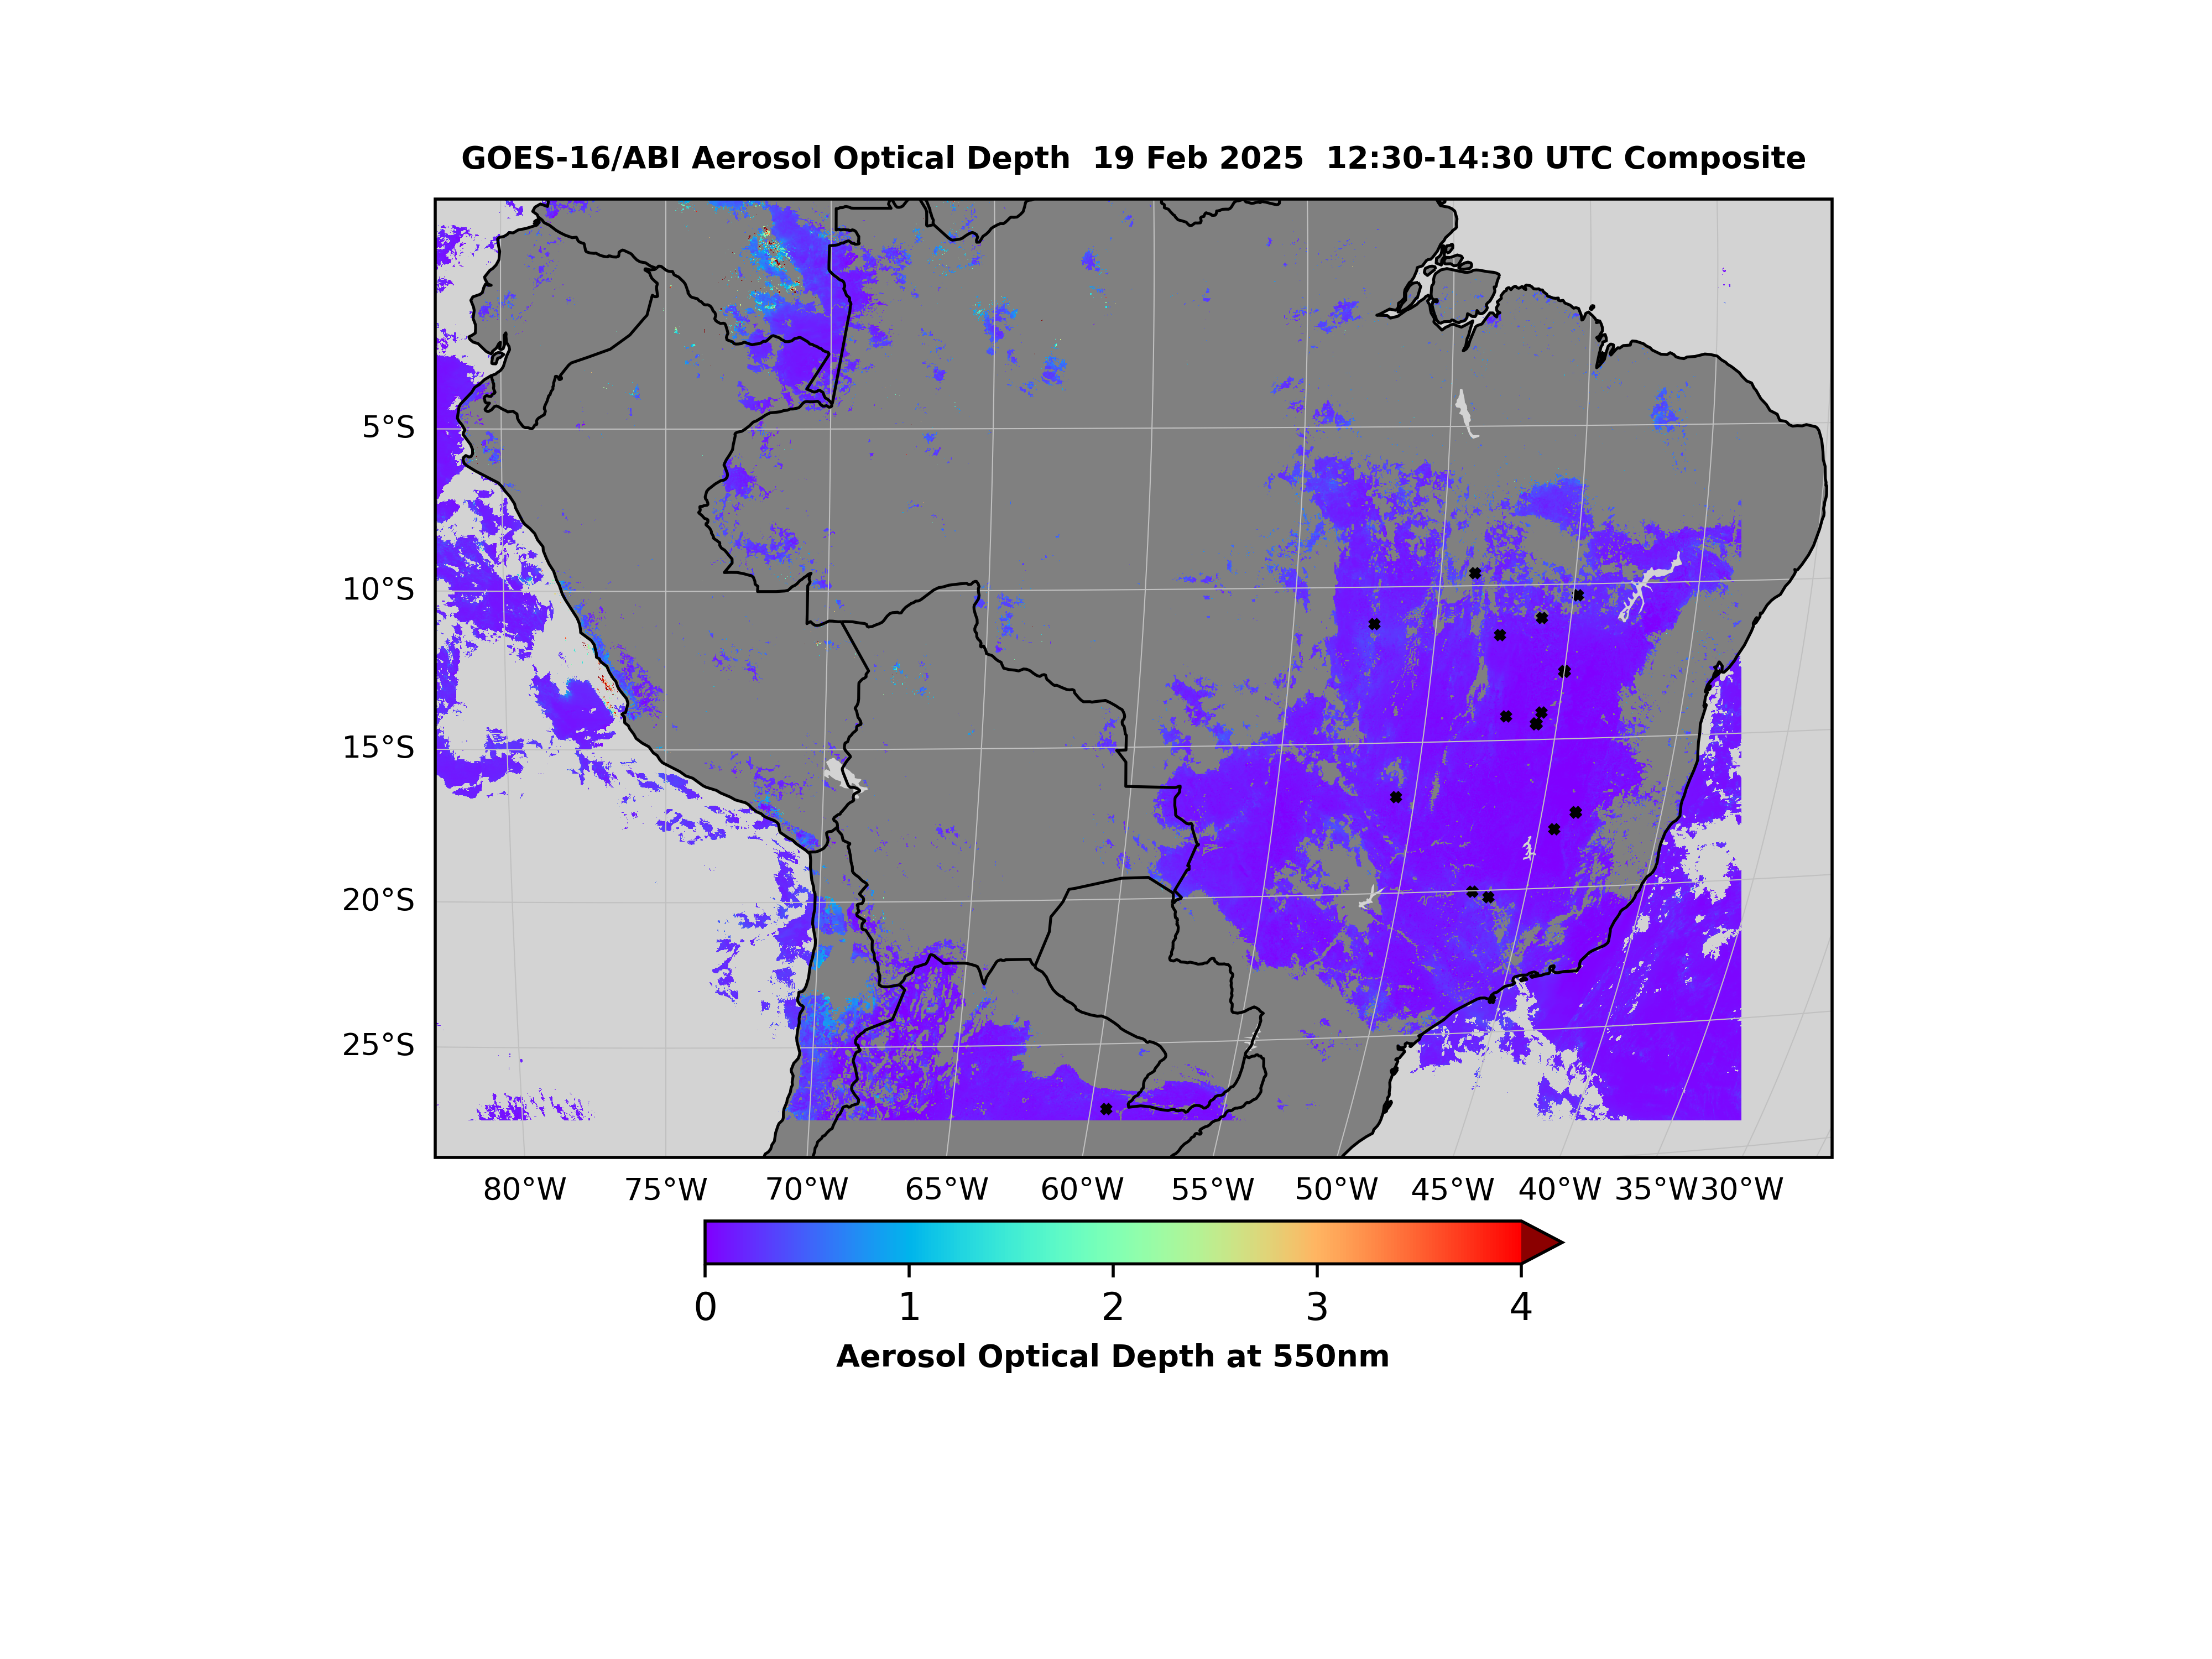 GOES-16/ABI Aerosol Optical Depth  19 Feb 2025  12:30-14:30 UTC Composite
5°S
10°S
15°S
20°S
25°S
80°W 75°W 70°W 65°W 60°W 55°W 50°W 45°W 40°W 35°W 30°W
0 1 2 3 4
Aerosol Optical Depth at 550nm